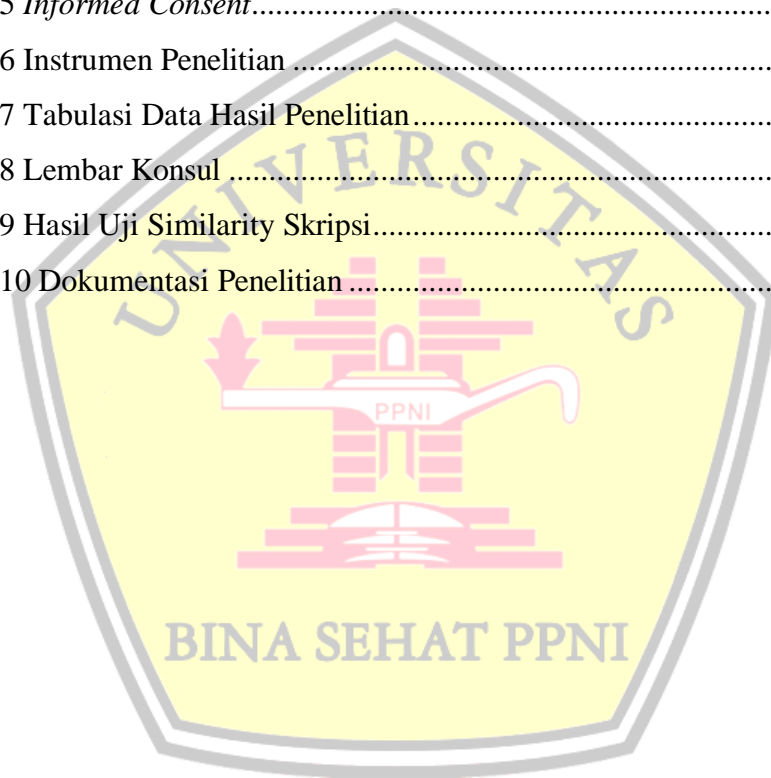 5 Informed Consent..............................................................
6 Instrumen Penelitian..............................................................
7 Tabulasi Data Hasil Penelitian..............................................................
8 Lembar Konsul..............................................................
9 Hasil Uji Similarity Skripsi..............................................................
10 Dokumentasi Penelitian..............................................................
UNIVERSITAS
PPNI
BINA SEHAT PPNI